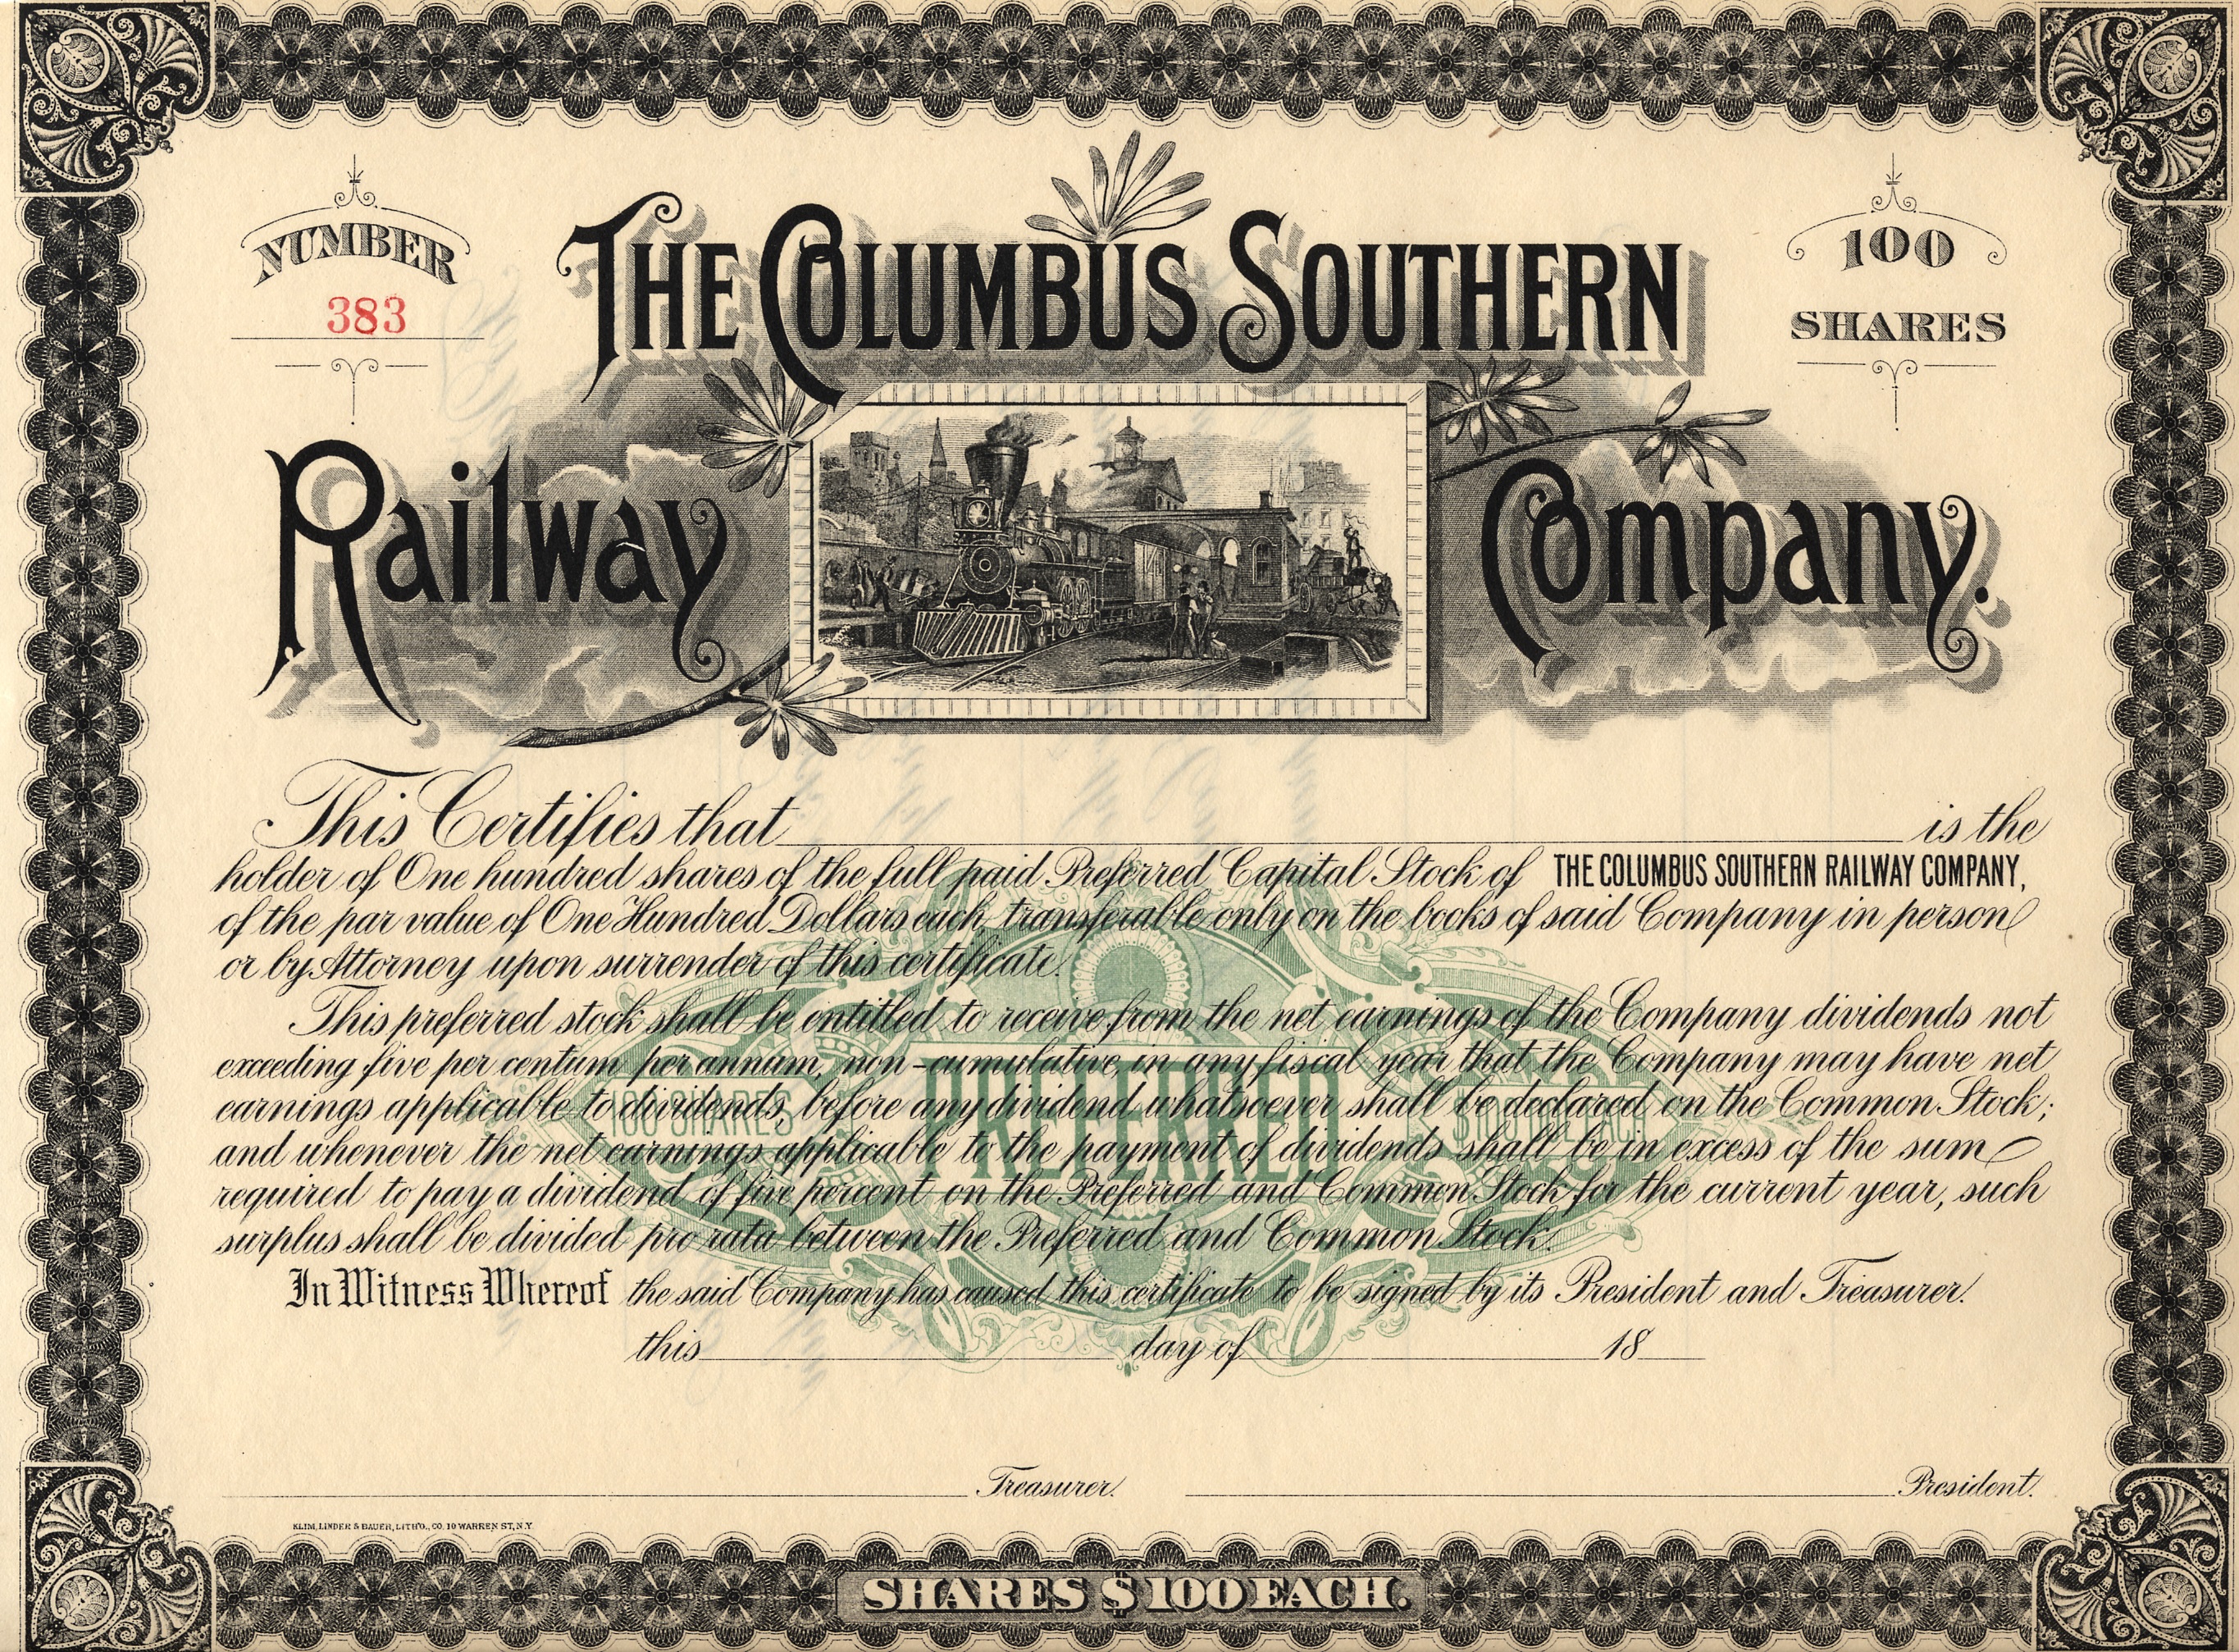 NUMBER
383
100
SHARES
THE COLUMBUS SOUTHERN
Railway Company.
This Certifies that is the
holder of One hundred shares of the full paid Preferred Capital Stock of THE COLUMBUS SOUTHERN RAILWAY COMPANY,
of the par value of One Hundred Dollars each, transferable only on the books of said Company in person
or by Attorney upon surrender of this certificate.
This preferred stock shall be entitled to receive from the net earnings of the Company dividends not
exceeding five per centum per annum, non-cumulative, in any fiscal year that the Company may have net
earnings applicable to dividends, before any dividend whatsoever shall be declared on the Common Stock;
and whenever the net earnings applicable to the payment of dividends shall be in excess of the sum
required to pay a dividend of five percent on the Preferred and Common Stock for the current year, such
surplus shall be divided pro rata between the Preferred and Common Stock.
100 SHARES PREFERRED $100 EACH
In Witness Whereof the said Company has caused this certificate to be signed by its President and Treasurer.
this day of 18
Treasurer. President.
KLIM, LINDER & BAUER, LITHO., CO. 10 WARREN ST, N.Y.
SHARES $100 EACH.